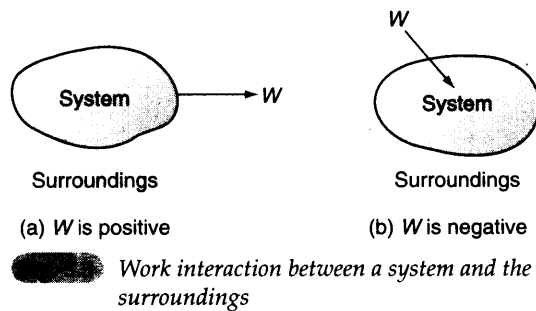 System
W
Surroundings
(a) W is positive
W
System
Surroundings
(b) W is negative
Work interaction between a system and the
surroundings